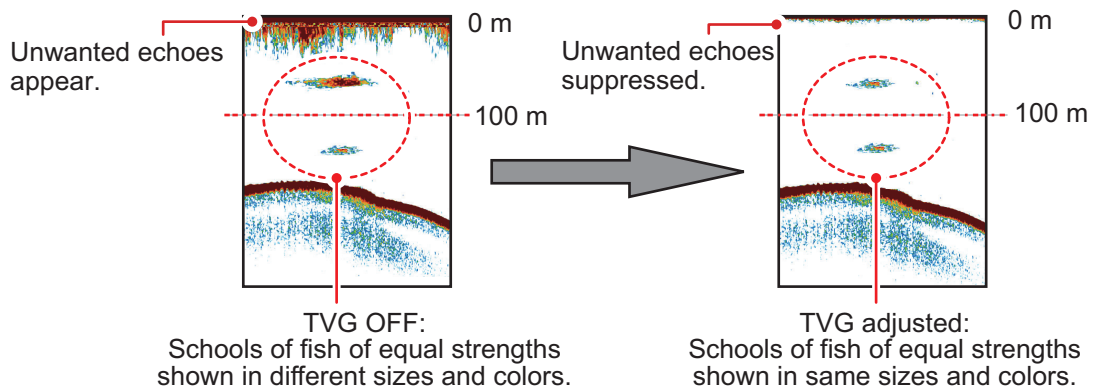 0 m
Unwanted echoes
appear.
100 m
TVG OFF:
Schools of fish of equal strengths
shown in different sizes and colors.
0 m
Unwanted echoes
suppressed.
100 m
TVG adjusted:
Schools of fish of equal strengths
shown in same sizes and colors.